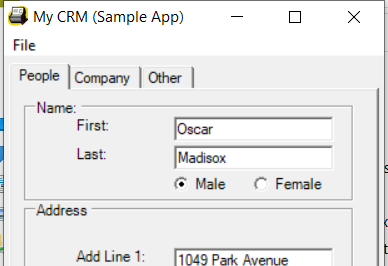 My CRM (Sample App)
File
People Company Other
Name:
First: Oscar
Last: Madisox
Male Female
Address
Add Line 1: 1049 Park Avenue